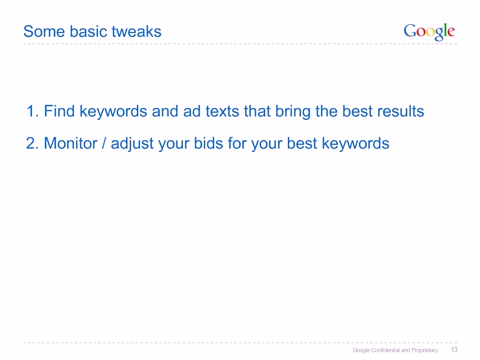 Some basic tweaks
Google
1. Find keywords and ad texts that bring the best results
2. Monitor / adjust your bids for your best keywords
Google Confidential and Proprietary 13